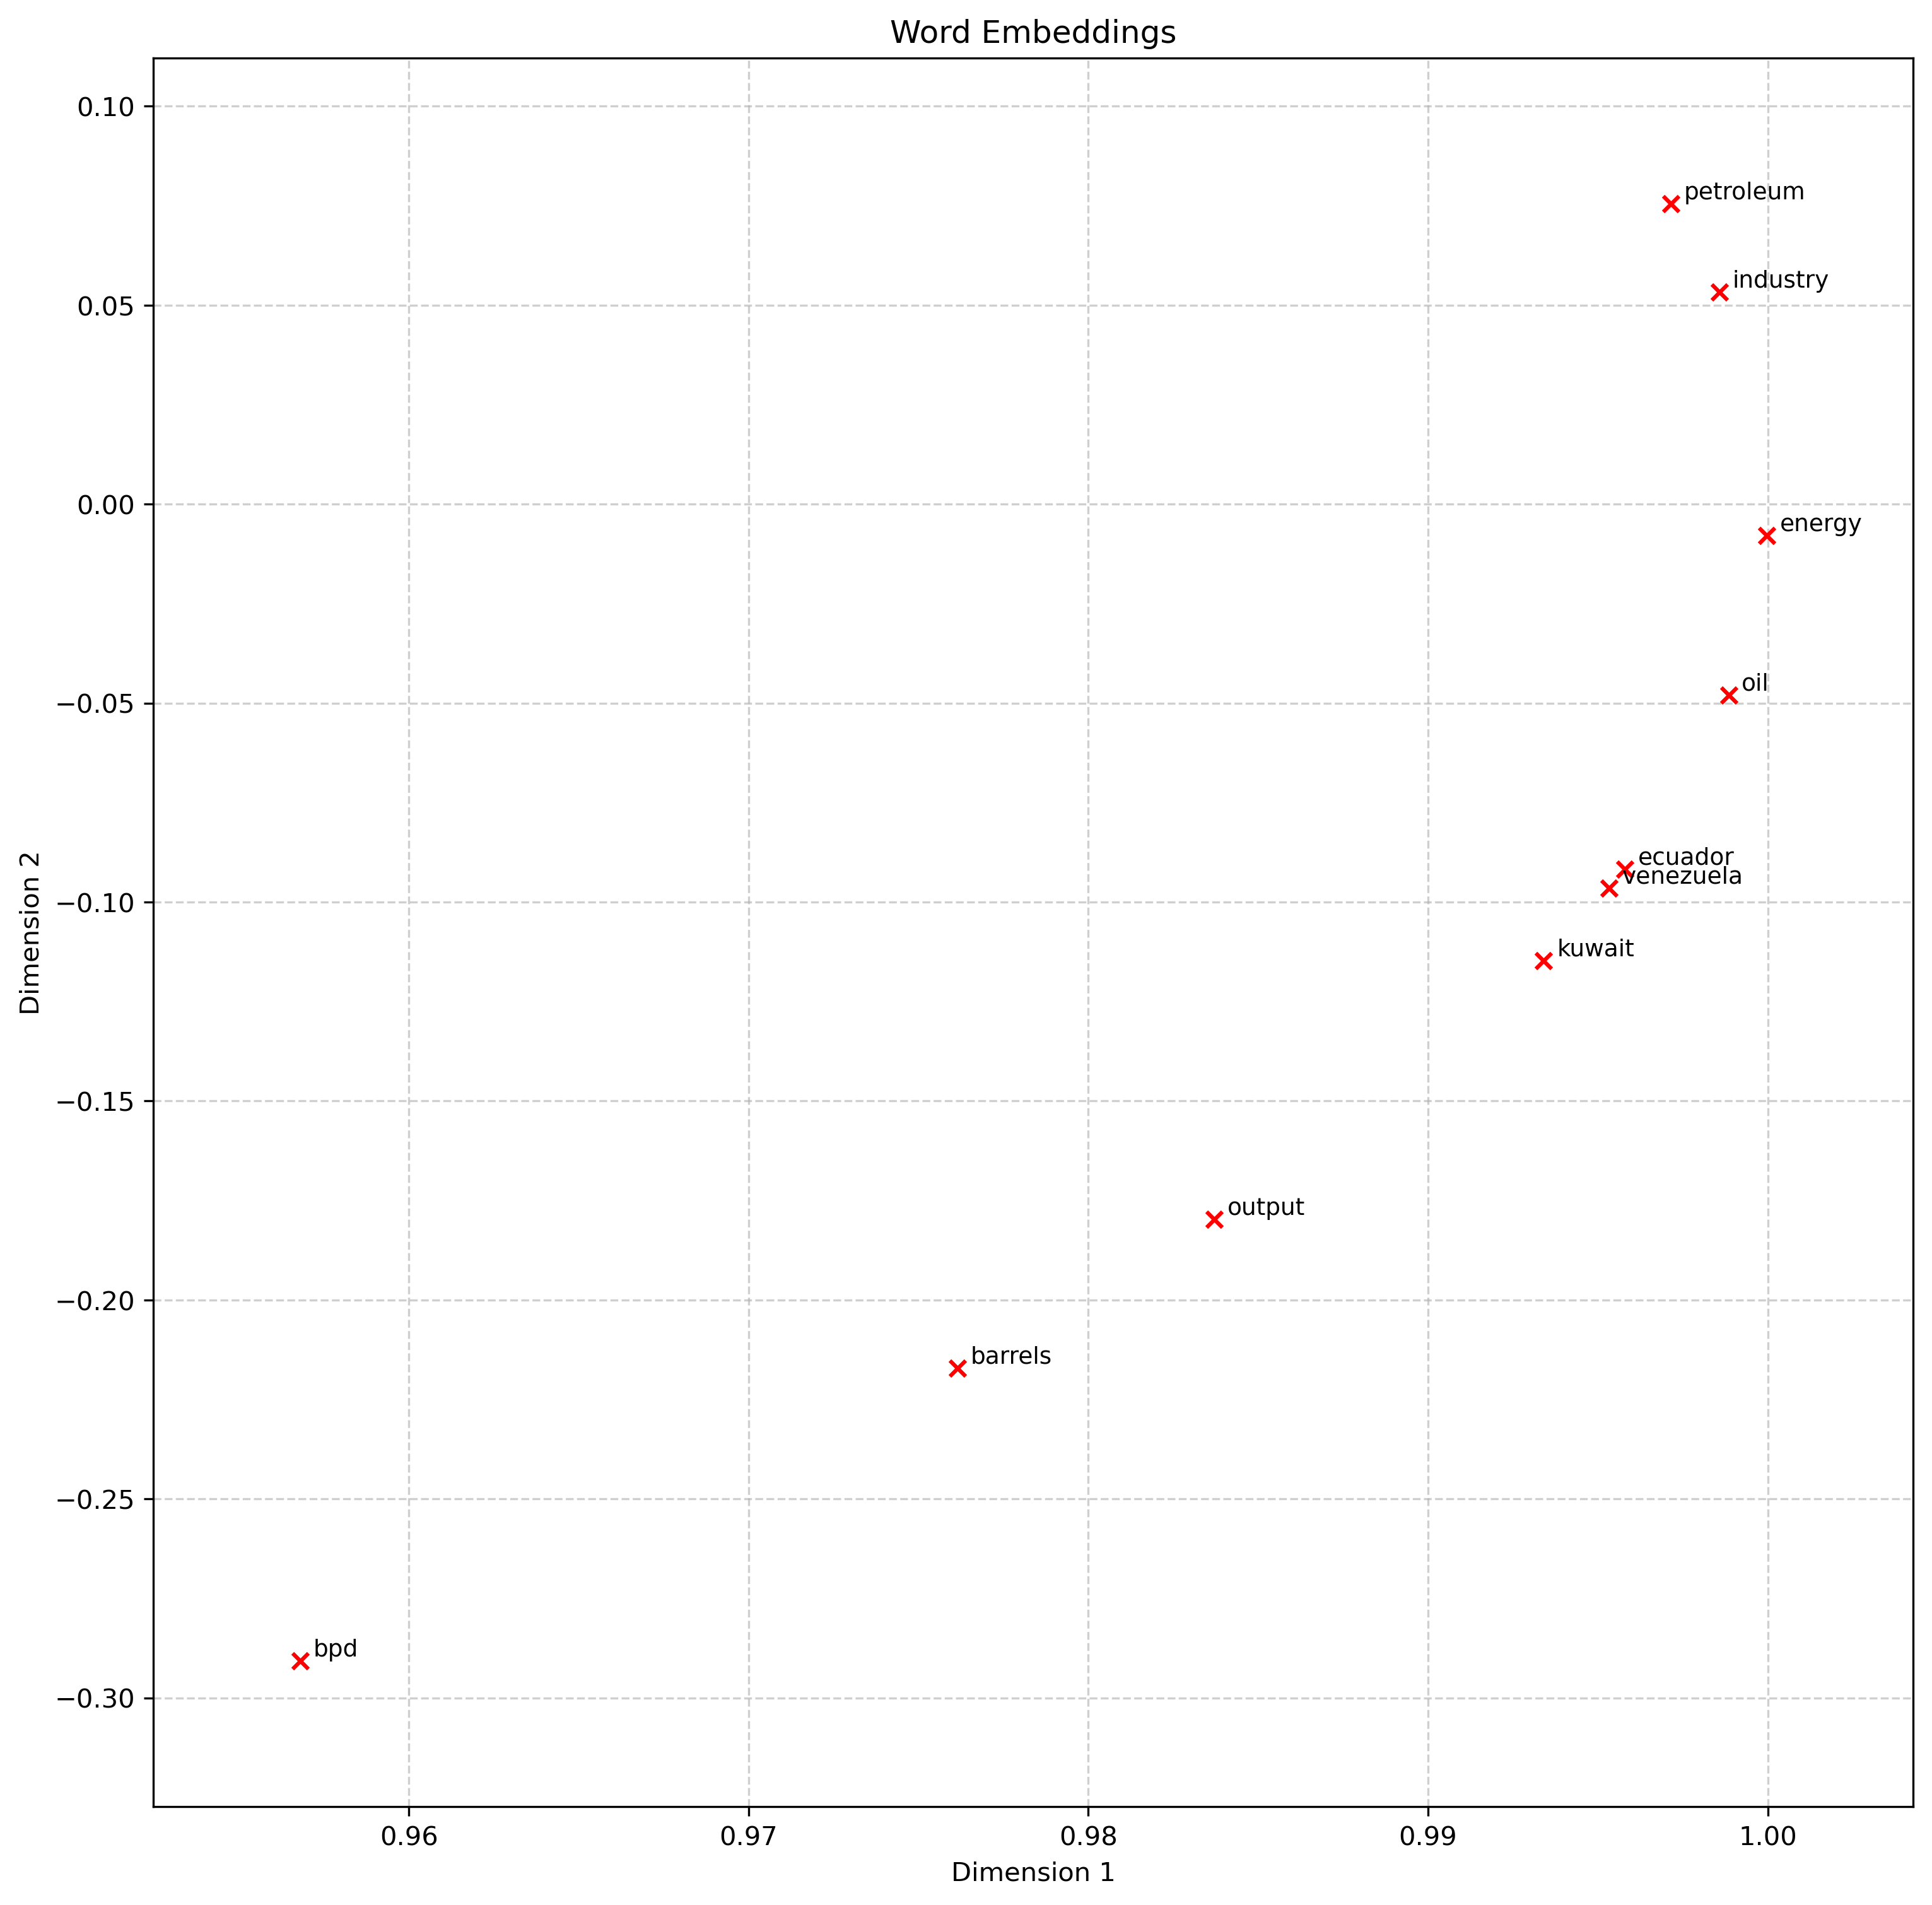 Word Embeddings
0.10
petroleum
industry
0.05
0.00
energy
oil
−0.05
ecuador
venezuela
−0.10
kuwait
Dimension 2
−0.15
output
−0.20
barrels
−0.25
bpd
−0.30
0.96 0.97 0.98 0.99 1.00
Dimension 1